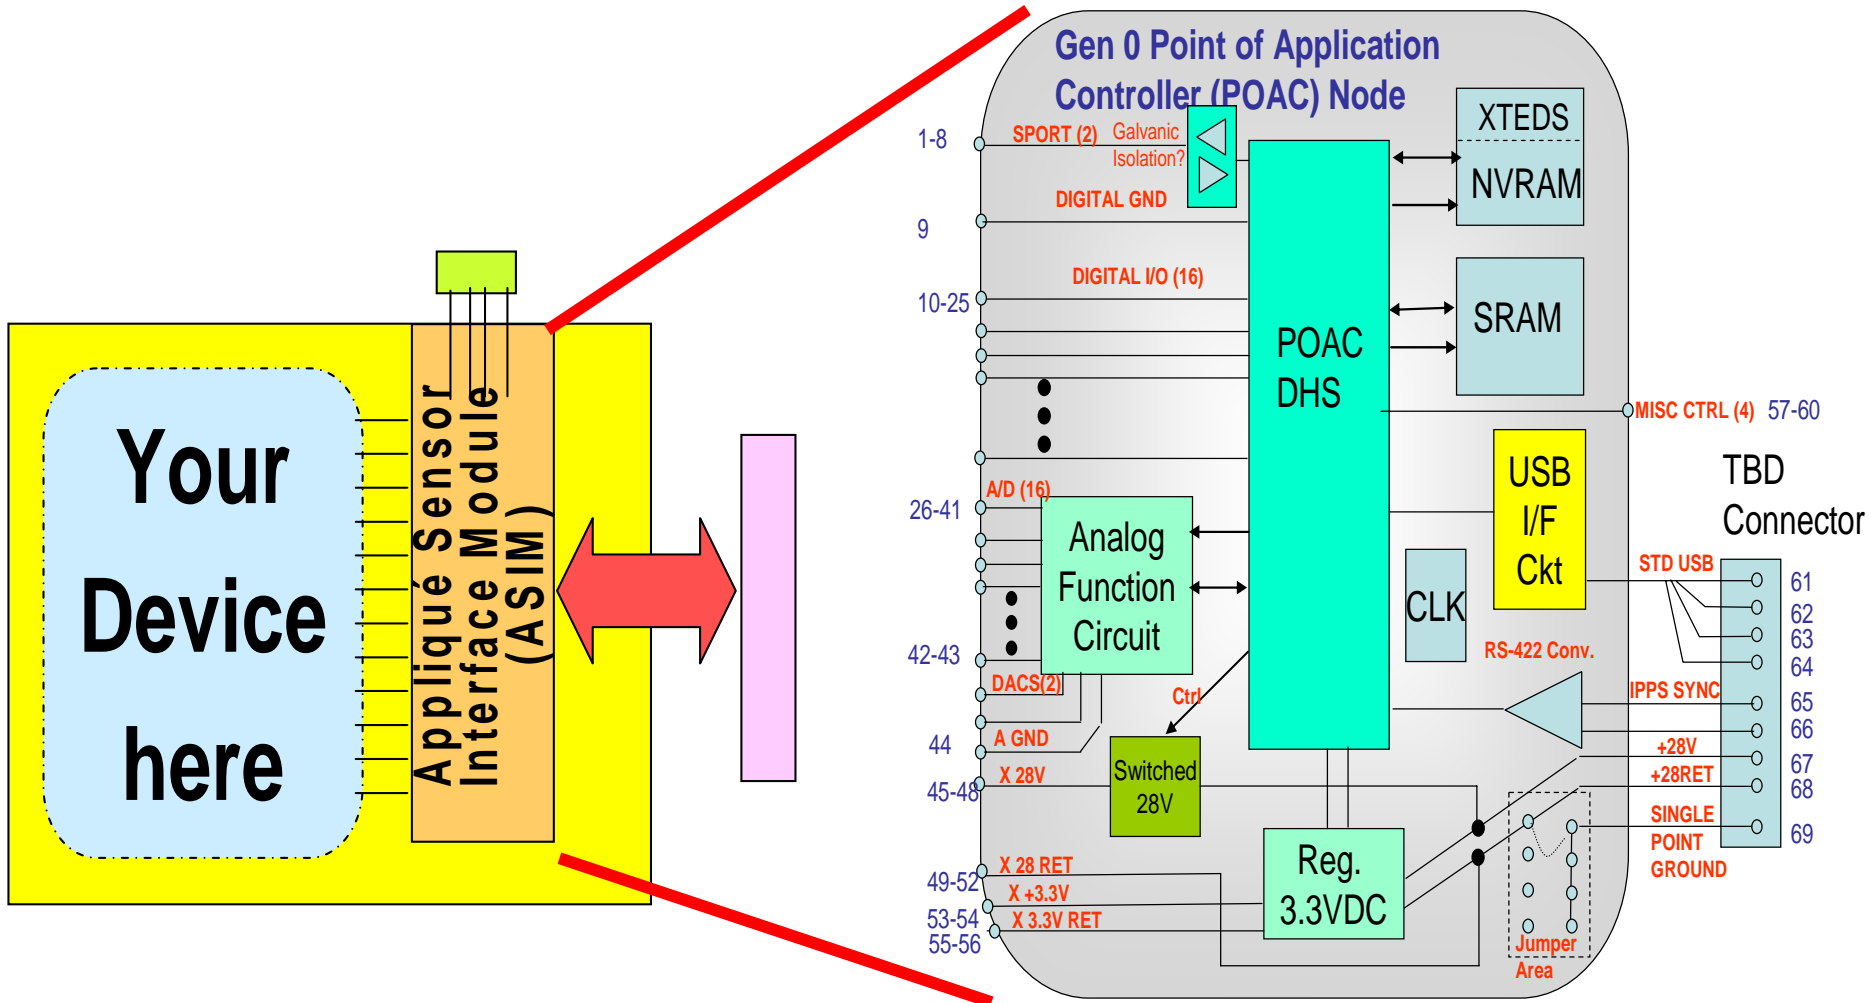 Your
Device
here
Appliqué Sensor
Interface Module
(ASIM)
Gen 0 Point of Application
Controller (POAC) Node
1-8
SPORT (2)
Galvanic
Isolation?
9
DIGITAL GND
10-25
DIGITAL I/O (16)
POAC
DHS
XTEDS
NVRAM
SRAM
MISC CTRL (4)
57-60
USB
I/F
Ckt
TBD
Connector
26-41
A/D (16)
Analog
Function
Circuit
CLK
42-43
DACS(2)
44
A GND
Ctrl
Switched
28V
45-48
X 28V
49-52
X 28 RET
53-54
X +3.3V
55-56
X 3.3V RET
Reg.
3.3VDC
RS-422 Conv.
STD USB
IPPS SYNC
+28V
+28RET
SINGLE
POINT
GROUND
61
62
63
64
65
66
67
68
69
Jumper
Area